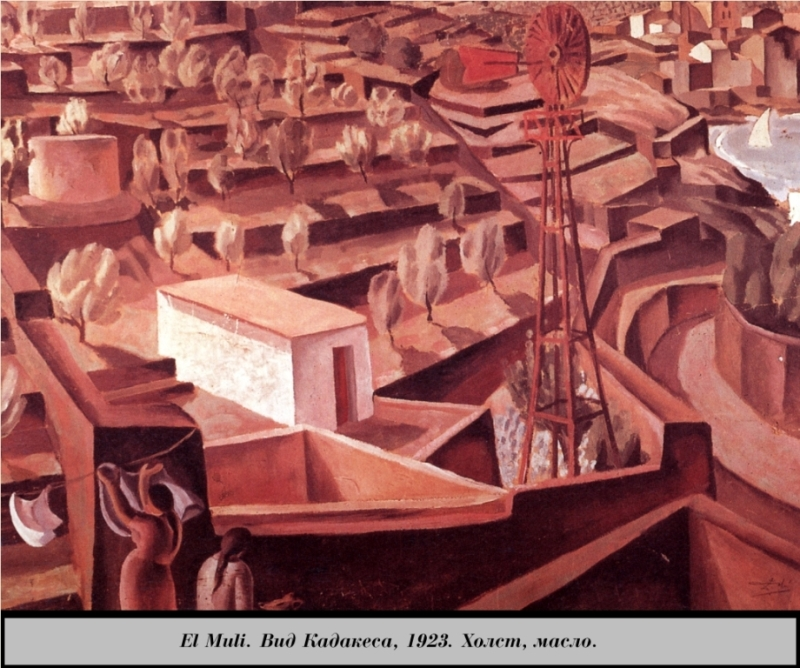 El Muli. Вид Кадакеса, 1923. Холст, масло.